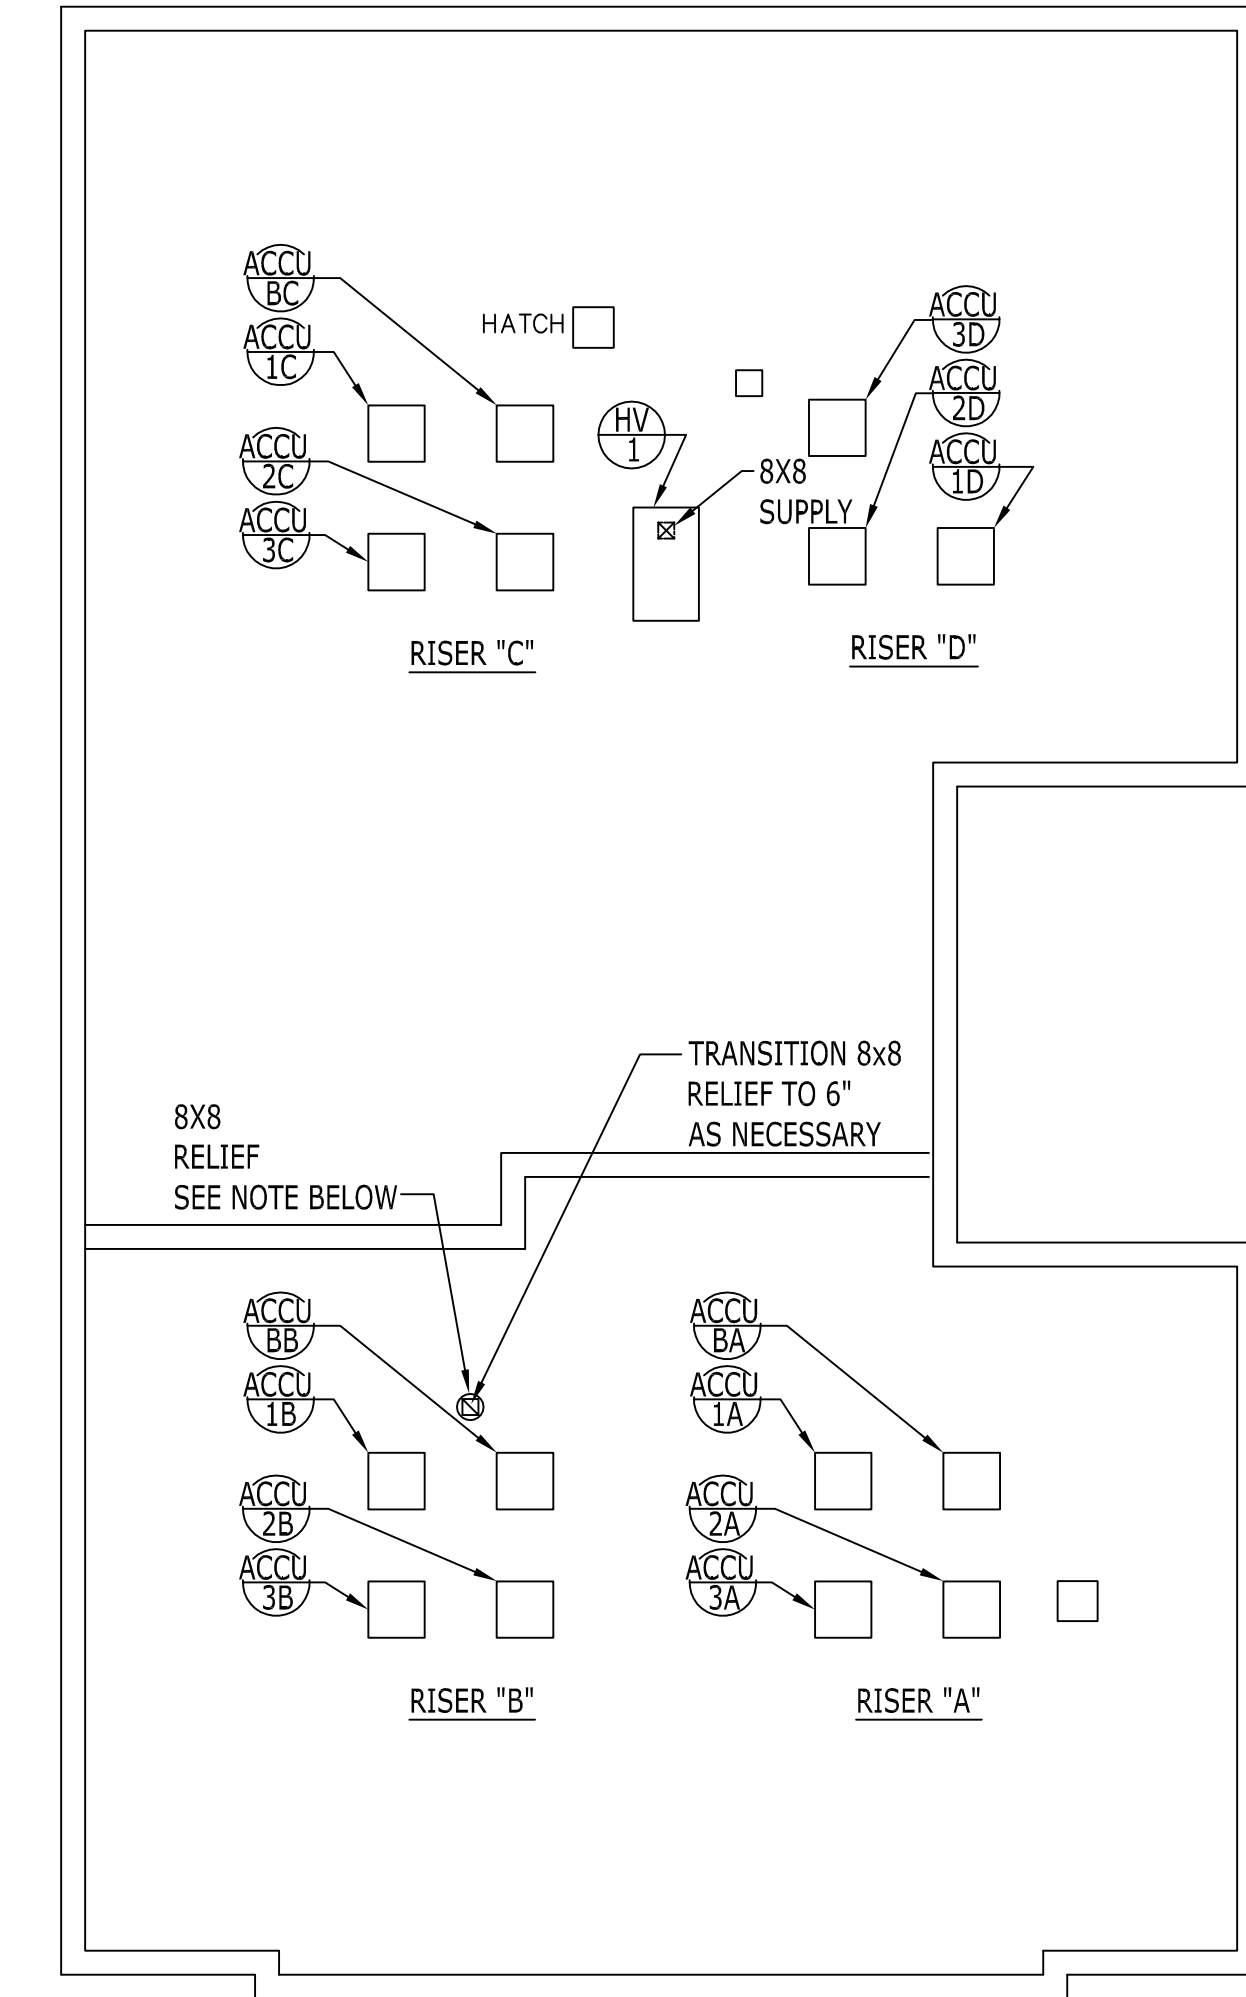 ACCU
BC
ACCU
1C
ACCU
2C
ACCU
3C
HATCH
HV
1
8X8
SUPPLY
ACCU
3D
ACCU
2D
ACCU
1D
RISER "C"
RISER "D"
TRANSITION 8x8
RELIEF TO 6"
AS NECESSARY
8X8
RELIEF
SEE NOTE BELOW
ACCU
BB
ACCU
1B
ACCU
2B
ACCU
3B
ACCU
BA
ACCU
1A
ACCU
2A
ACCU
3A
RISER "B"
RISER "A"